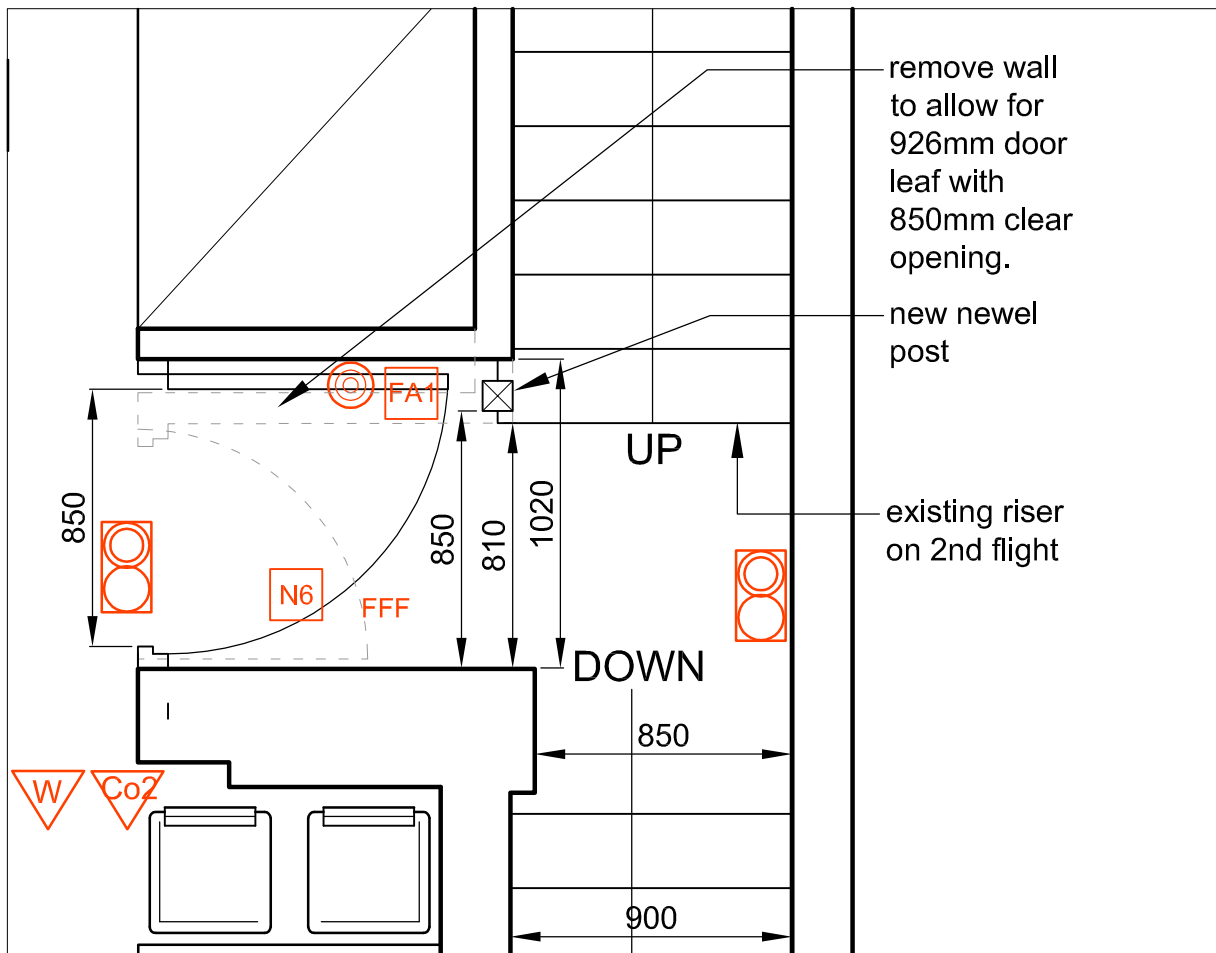 remove wall
to allow for
926mm door
leaf with
850mm clear
opening.
new newel
post
FA1
UP
850
850
810
1020
existing riser
on 2nd flight
N6
FFF
DOWN
850
W
Co2
900